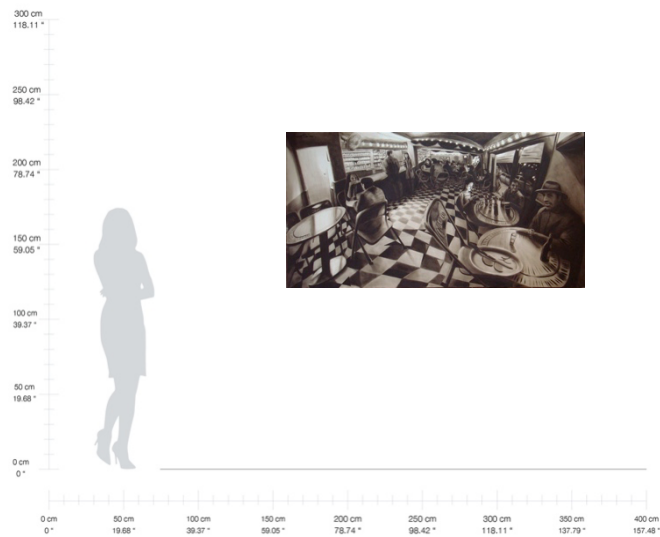 300 cm
118.11 "
250 cm
98.42 "
200 cm
78.74 "
150 cm
59.05 "
100 cm
39.37 "
50 cm
19.68 "
0 cm
0 "
0 cm 50 cm 100 cm 150 cm 200 cm 250 cm 300 cm 350 cm 400 cm
0 " 19.68 " 39.37 " 59.05 " 78.74 " 98.42 " 118.11 " 137.79 " 157.48 "